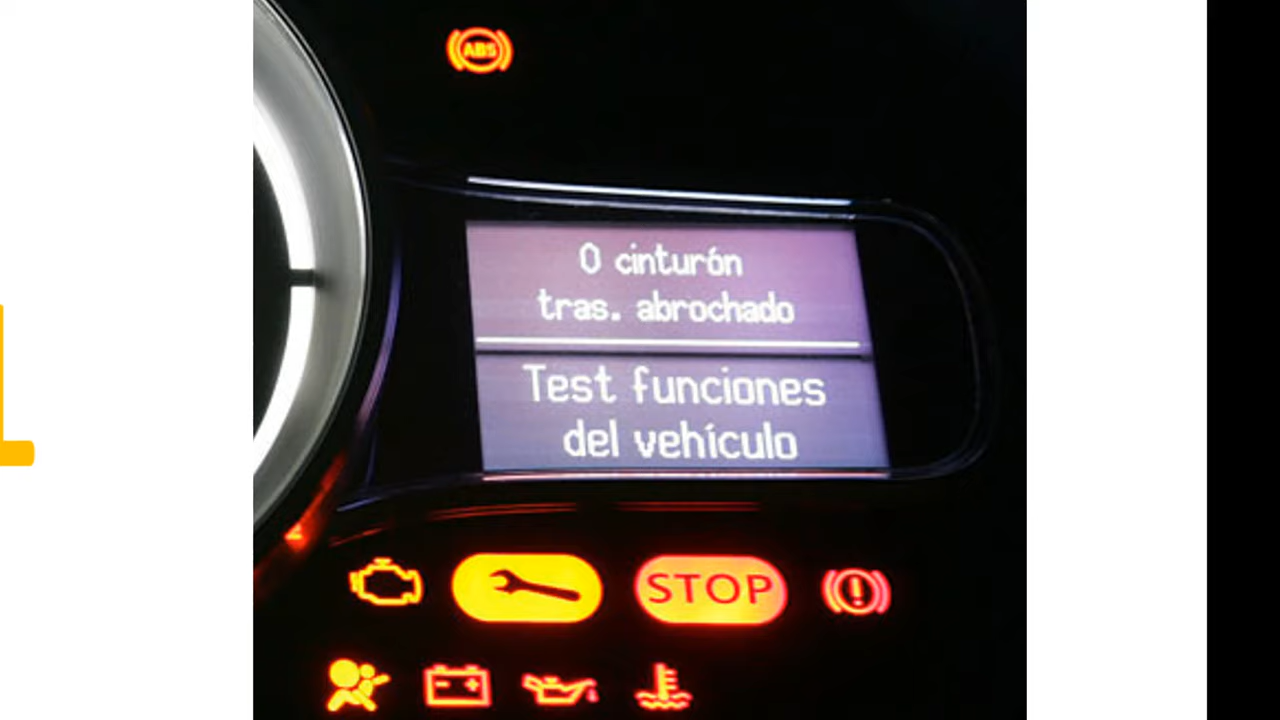 ABS
0 cinturón
tras. abrochado
Test funciones
del vehículo
STOP